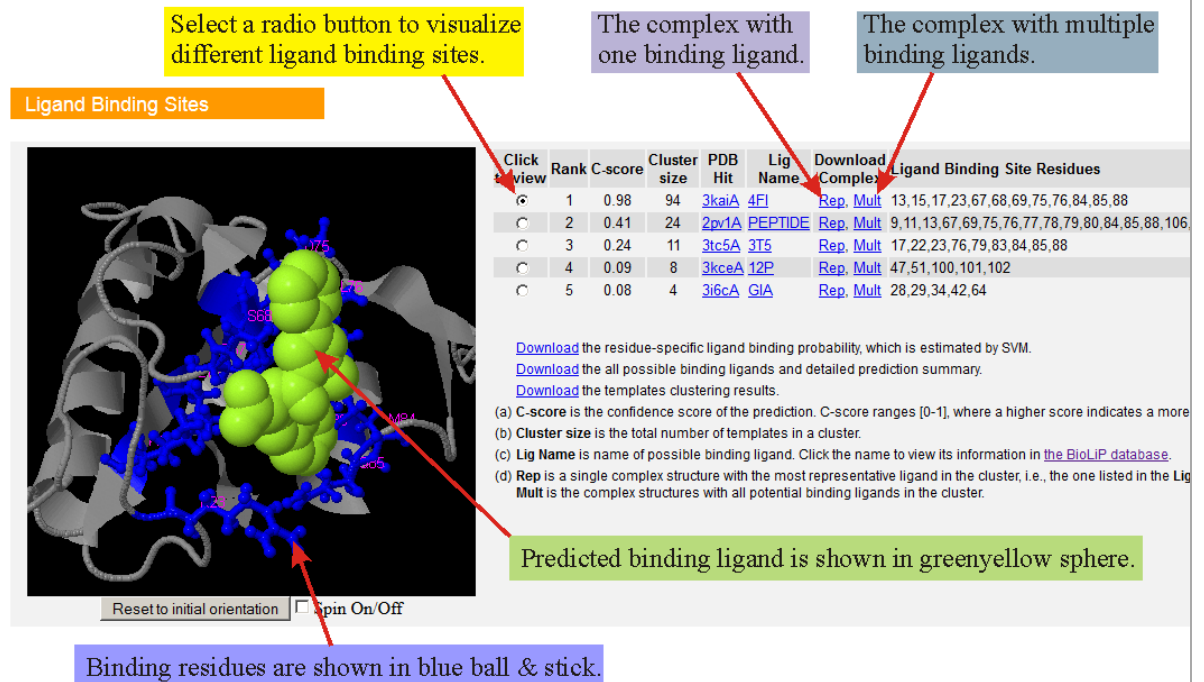 Select a radio button to visualize
different ligand binding sites.
The complex with
one binding ligand.
The complex with multiple
binding ligands.
Ligand Binding Sites
Click Rank C-score Cluster PDB Lig Download Ligand Binding Site Residues
view size Hit Name Complex
1 0.98 94 3kaiA 4FI Rep, Mult 13,15,17,23,67,68,69,75,76,84,85,88
2 0.41 24 2pv1A PEPTIDE Rep, Mult 9,11,13,67,69,75,76,77,78,79,80,84,85,88,106,
3 0.24 11 3tc5A 3T5 Rep, Mult 17,22,23,76,79,83,84,85,88
4 0.09 8 3kceA 12P Rep, Mult 47,51,100,101,102
5 0.08 4 3i6cA GIA Rep, Mult 28,29,34,42,64
S68
Download the residue-specific ligand binding probability, which is estimated by SVM.
Download the all possible binding ligands and detailed prediction summary.
Download the templates clustering results.
(a) C-score is the confidence score of the prediction. C-score ranges [0-1], where a higher score indicates a more
(b) Cluster size is the total number of templates in a cluster.
(c) Lig Name is name of possible binding ligand. Click the name to view its information in the BioLiP database.
(d) Rep is a single complex structure with the most representative ligand in the cluster, i.e., the one listed in the Lig
Mult is the complex structures with all potential binding ligands in the cluster.
Predicted binding ligand is shown in greenyellow sphere.
Reset to initial orientation Spin On/Off
Binding residues are shown in blue ball & stick.